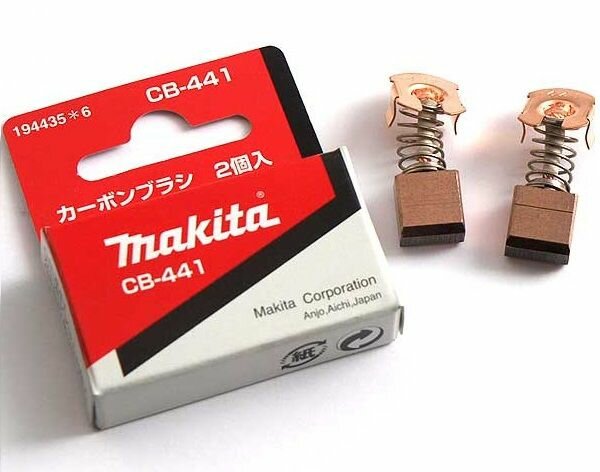 CB-441
194435*6
カーボンブラシ 2個入
makita
CB-441
Makita Corporation
Anjo,Aichi,Japan
紙